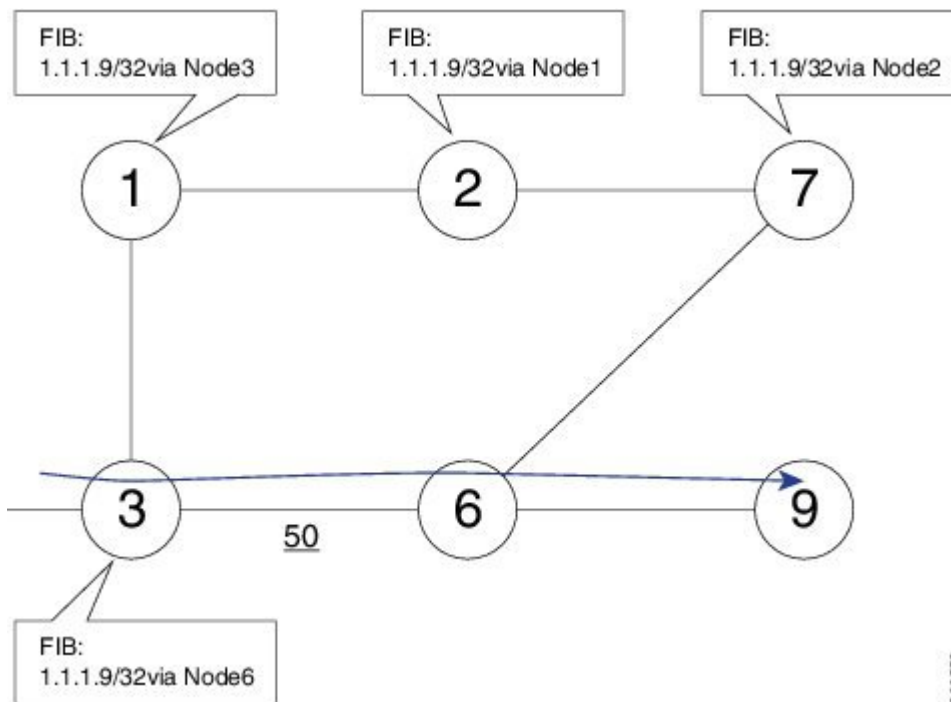 FIB:
1.1.1.9/32via Node3
FIB:
1.1.1.9/32via Node1
FIB:
1.1.1.9/32via Node2
1
2
7
3
6
9
50
FIB:
1.1.1.9/32via Node6